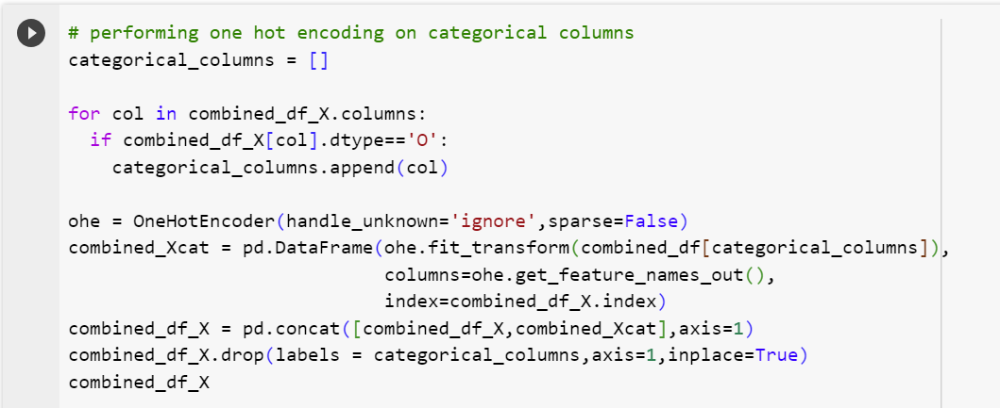 # performing one hot encoding on categorical columns
categorical_columns = []
for col in combined_df_X.columns:
  if combined_df_X[col].dtype=='O':
    categorical_columns.append(col)
ohe = OneHotEncoder(handle_unknown='ignore',sparse=False)
combined_Xcat = pd.DataFrame(ohe.fit_transform(combined_df[categorical_columns]),
                             columns=ohe.get_feature_names_out(),
                             index=combined_df_X.index)
combined_df_X = pd.concat([combined_df_X,combined_Xcat],axis=1)
combined_df_X.drop(labels = categorical_columns,axis=1,inplace=True)
combined_df_X